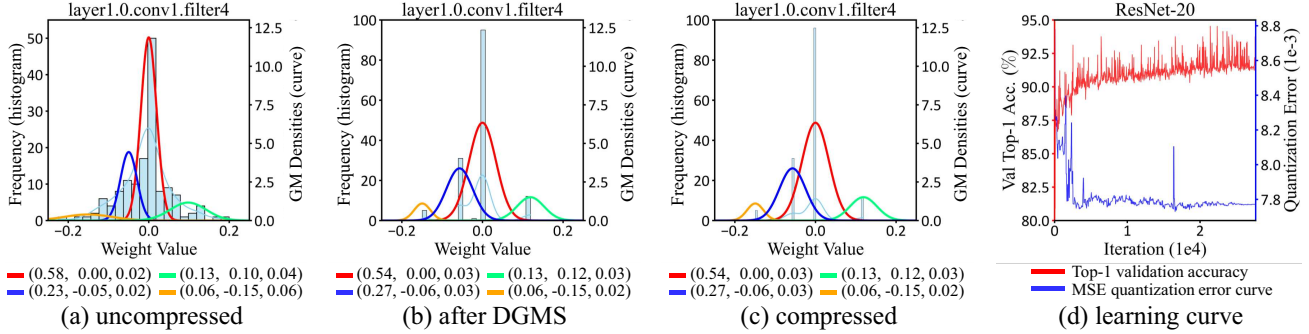 layer1.0.conv1.filter4
Frequency (histogram)
50
40
30
20
10
0
12.5
10.0
7.5
5.0
2.5
0.0
GM Densities (curve)
−0.2
0.0
0.2
Weight Value
(0.58, 0.00, 0.02)
(0.13, 0.10, 0.04)
(0.23, -0.05, 0.02)
(0.06, -0.15, 0.06)
(a) uncompressed
layer1.0.conv1.filter4
Frequency (histogram)
100
80
60
40
20
0
12.5
10.0
7.5
5.0
2.5
0.0
GM Densities (curve)
−0.2
0.0
0.2
Weight Value
(0.54, 0.00, 0.03)
(0.13, 0.12, 0.03)
(0.27, -0.06, 0.03)
(0.06, -0.15, 0.02)
(b) after DGMS
layer1.0.conv1.filter4
Frequency (histogram)
100
80
60
40
20
0
12.5
10.0
7.5
5.0
2.5
0.0
GM Densities (curve)
−0.2
0.0
0.2
Weight Value
(0.54, 0.00, 0.03)
(0.13, 0.12, 0.03)
(0.27, -0.06, 0.03)
(0.06, -0.15, 0.02)
(c) compressed
ResNet-20
Val Top-1 Acc. (%)
95.0
92.5
90.0
87.5
85.0
82.5
80.0
8.8
8.6
8.4
8.2
8.0
7.8
Quantization Error (1e-3)
1
2
Iteration (1e4)
Top-1 validation accuracy
MSE quantization error curve
(d) learning curve